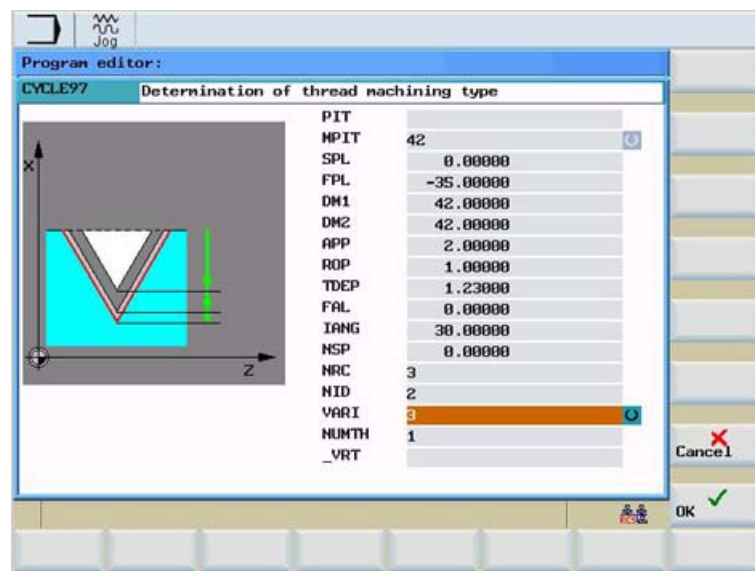 Jog
Program editor:
CYCLE97 Determination of thread machining type
PIT
MPIT 42
SPL 0.00000
FPL -35.00000
DM1 42.00000
DM2 42.00000
APP 2.00000
ROP 1.00000
TDEP 1.23000
FAL 0.00000
IANG 30.00000
NSP 0.00000
NRC 3
NID 2
VARI 3
NUMTH 1
_VRT
X
Z
Cancel
OK